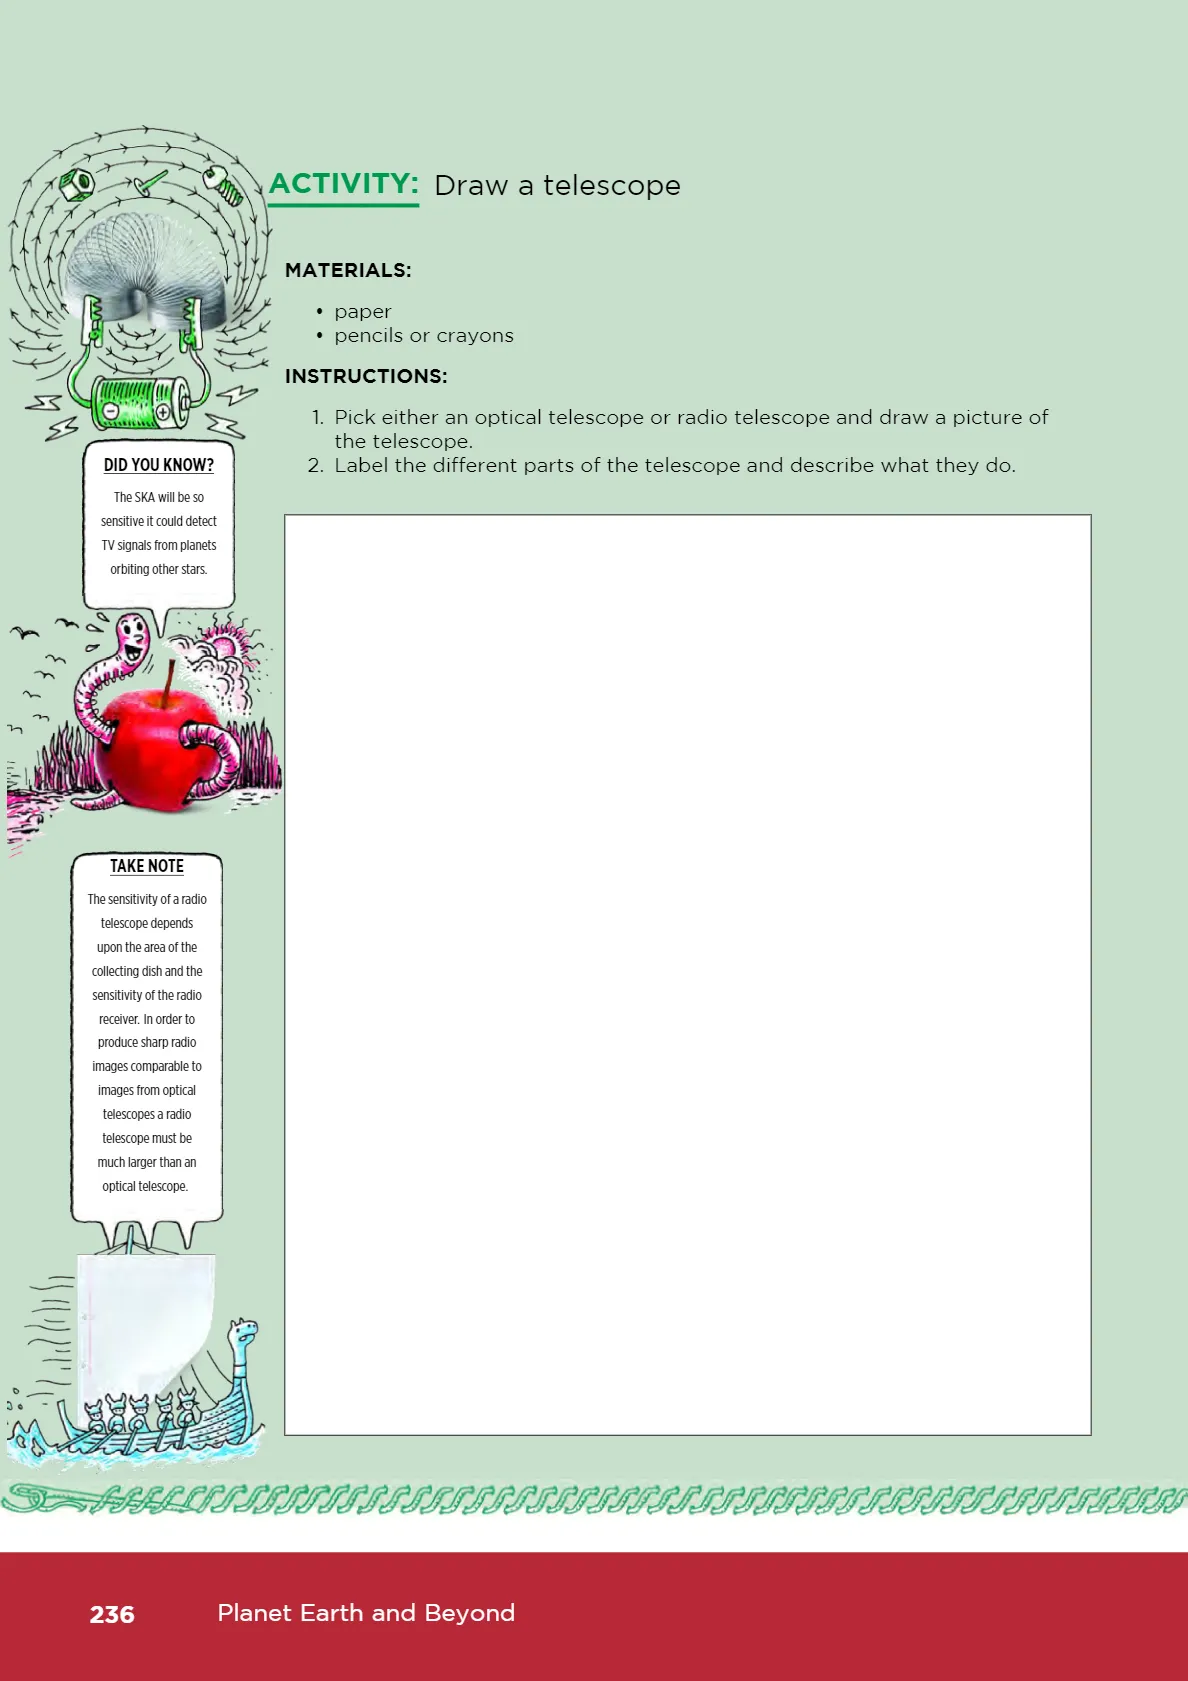 ACTIVITY: Draw a telescope
MATERIALS:
• paper
• pencils or crayons
INSTRUCTIONS:
1. Pick either an optical telescope or radio telescope and draw a picture of
the telescope.
2. Label the different parts of the telescope and describe what they do.
DID YOU KNOW?
The SKA will be so
sensitive it could detect
TV signals from planets
orbiting other stars.
TAKE NOTE
The sensitivity of a radio
telescope depends
upon the area of the
collecting dish and the
sensitivity of the radio
receiver. In order to
produce sharp radio
images comparable to
images from optical
telescopes a radio
telescope must be
much larger than an
optical telescope.
236 Planet Earth and Beyond